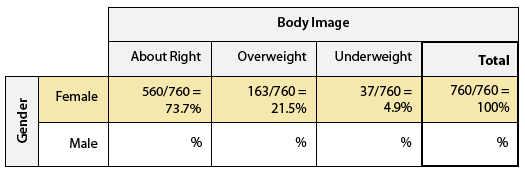 Body Image
About Right Overweight Underweight Total
Gender
Female 560/760 = 163/760 = 37/760 = 760/760 =
73.7% 21.5% 4.9% 100%
Male % % % %